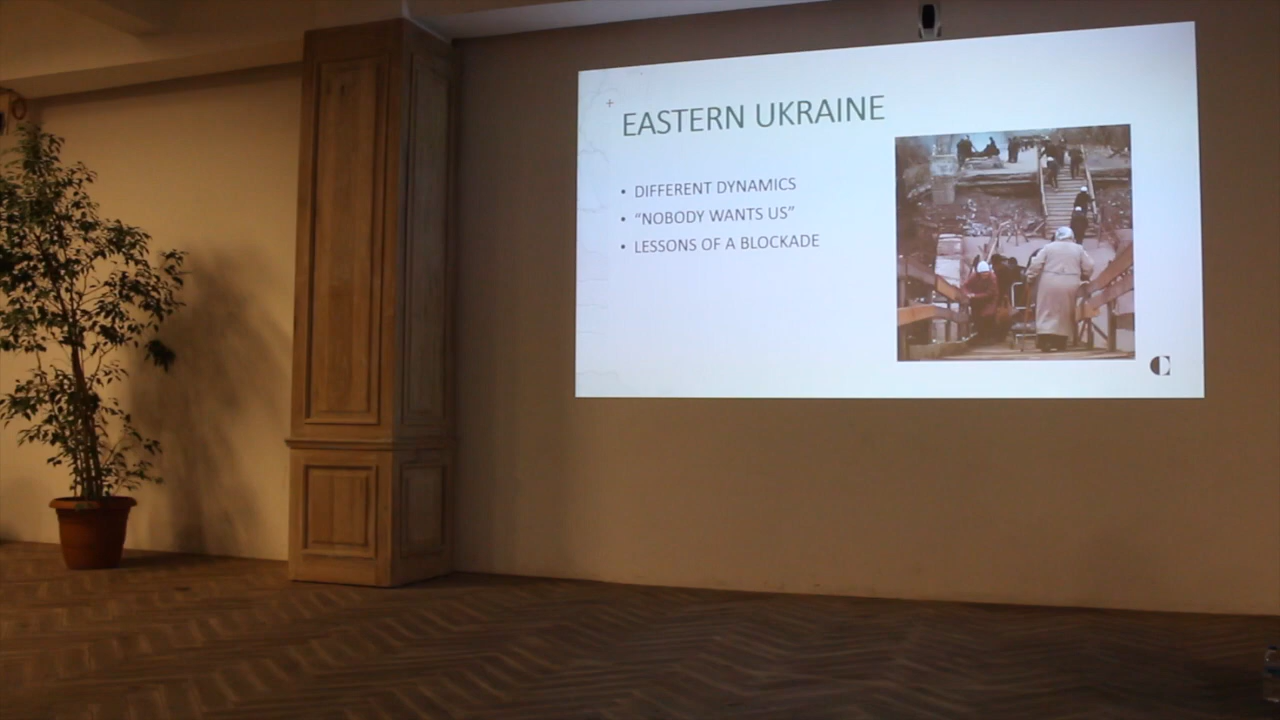 EASTERN UKRAINE
• DIFFERENT DYNAMICS
• “NOBODY WANTS US”
• LESSONS OF A BLOCKADE